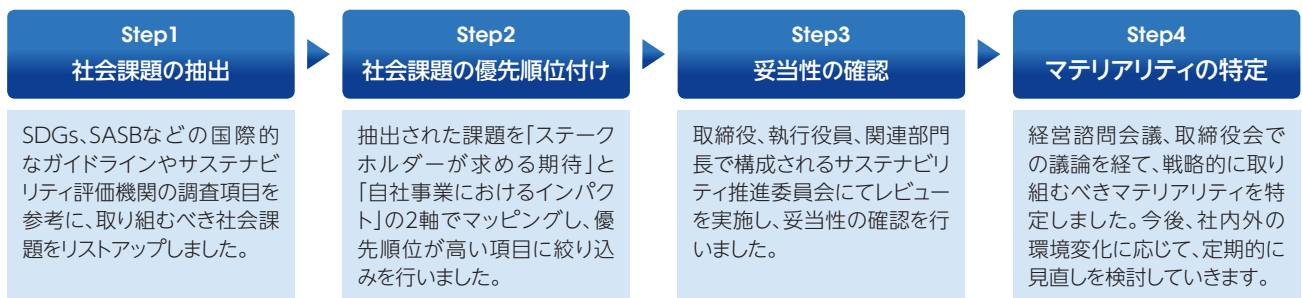 Step1
社会課題の抽出
SDGs、SASBなどの国際的
なガイドラインやサステナビ
リティ評価機関の調査項目を
参考に、取り組むべき社会課
題をリストアップしました。
Step2
社会課題の優先順位付け
抽出された課題を「ステーク
ホルダーが求める期待」と
「自社事業におけるインパク
ト」の2軸でマッピングし、優
先順位が高い項目に絞り込
みを行いました。
Step3
妥当性の確認
取締役、執行役員、関連部門
長で構成されるサステナビリ
ティ推進委員会にてレビュー
を実施し、妥当性の確認を行
いました。
Step4
マテリアリティの特定
経営諮問会議、取締役会で
の議論を経て、戦略的に取り
組むべきマテリアリティを特
定しました。今後、社内外の
環境変化に応じて、定期的に
見直しを検討していきます。